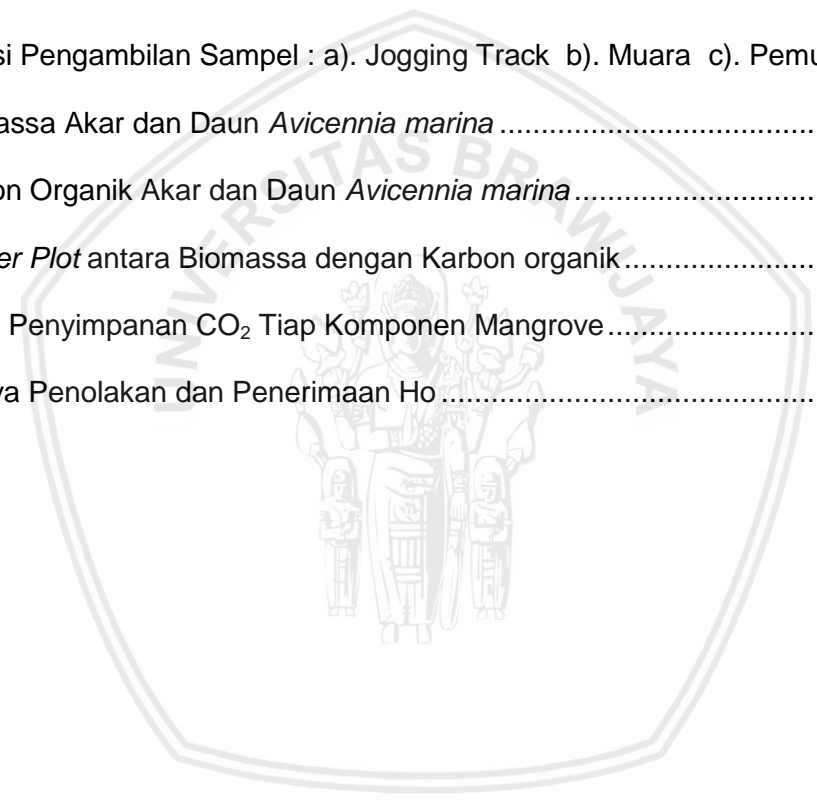 si Pengambilan Sampel : a). Jogging Track b). Muara c). Pemu
assa Akar dan Daun Avicennia marina ......................................
on Organik Akar dan Daun Avicennia marina .............................
er Plot antara Biomassa dengan Karbon organik .......................
Penyimpanan CO₂ Tiap Komponen Mangrove .........................
va Penolakan dan Penerimaan Ho ..............................................
UNIVERSITAS BRAWIJAYA